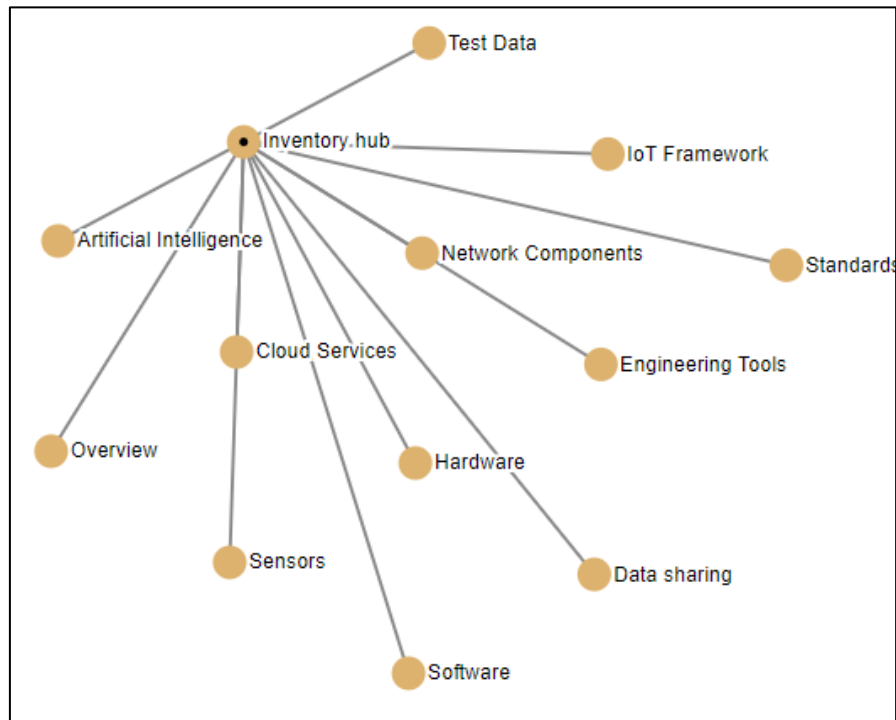 Test Data
Inventory.hub
IoT Framework
Artificial Intelligence
Network Components
Standards
Cloud Services
Engineering Tools
Overview
Hardware
Sensors
Data sharing
Software